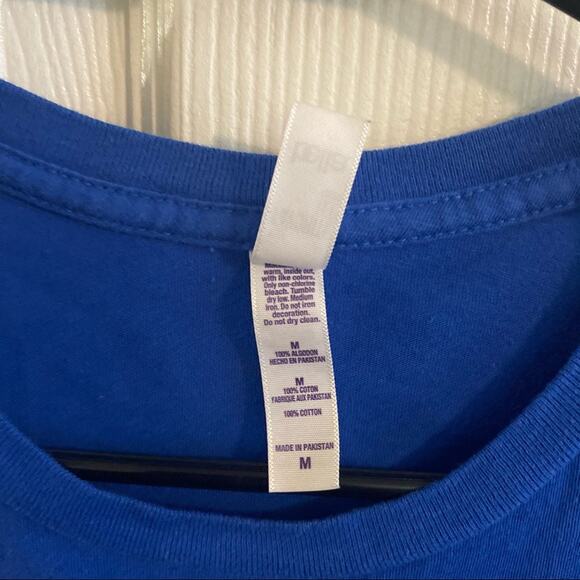 warm, inside out,
with like colors.
Only non-chlorine
bleach. Tumble
dry low. Medium
iron. Do not iron
decoration.
Do not dry clean.
M
100% ALGODON
HECHO EN PAKISTAN
M
100% COTON
FABRIQUE AUX PAKISTAN
100% COTTON
MADE IN PAKISTAN
M